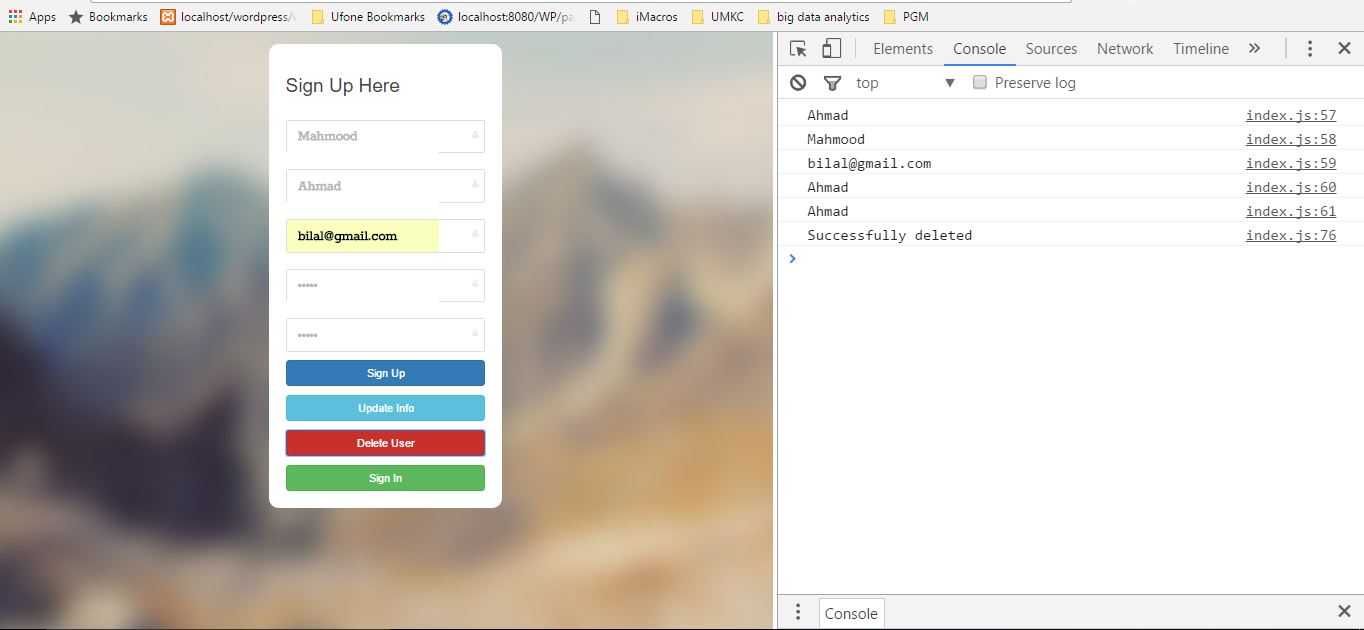 Apps Bookmarks localhost/wordpress/ Ufone Bookmarks localhost:8080/WP/pa iMacros UMKC big data analytics PGM
Sign Up Here
Mahmood
Ahmad
bilal@gmail.com
•••••
•••••
Sign Up
Update Info
Delete User
Sign In
Elements Console Sources Network Timeline »
top Preserve log
Ahmad index.js:57
Mahmood index.js:58
bilal@gmail.com index.js:59
Ahmad index.js:60
Ahmad index.js:61
Successfully deleted index.js:76
>
Console